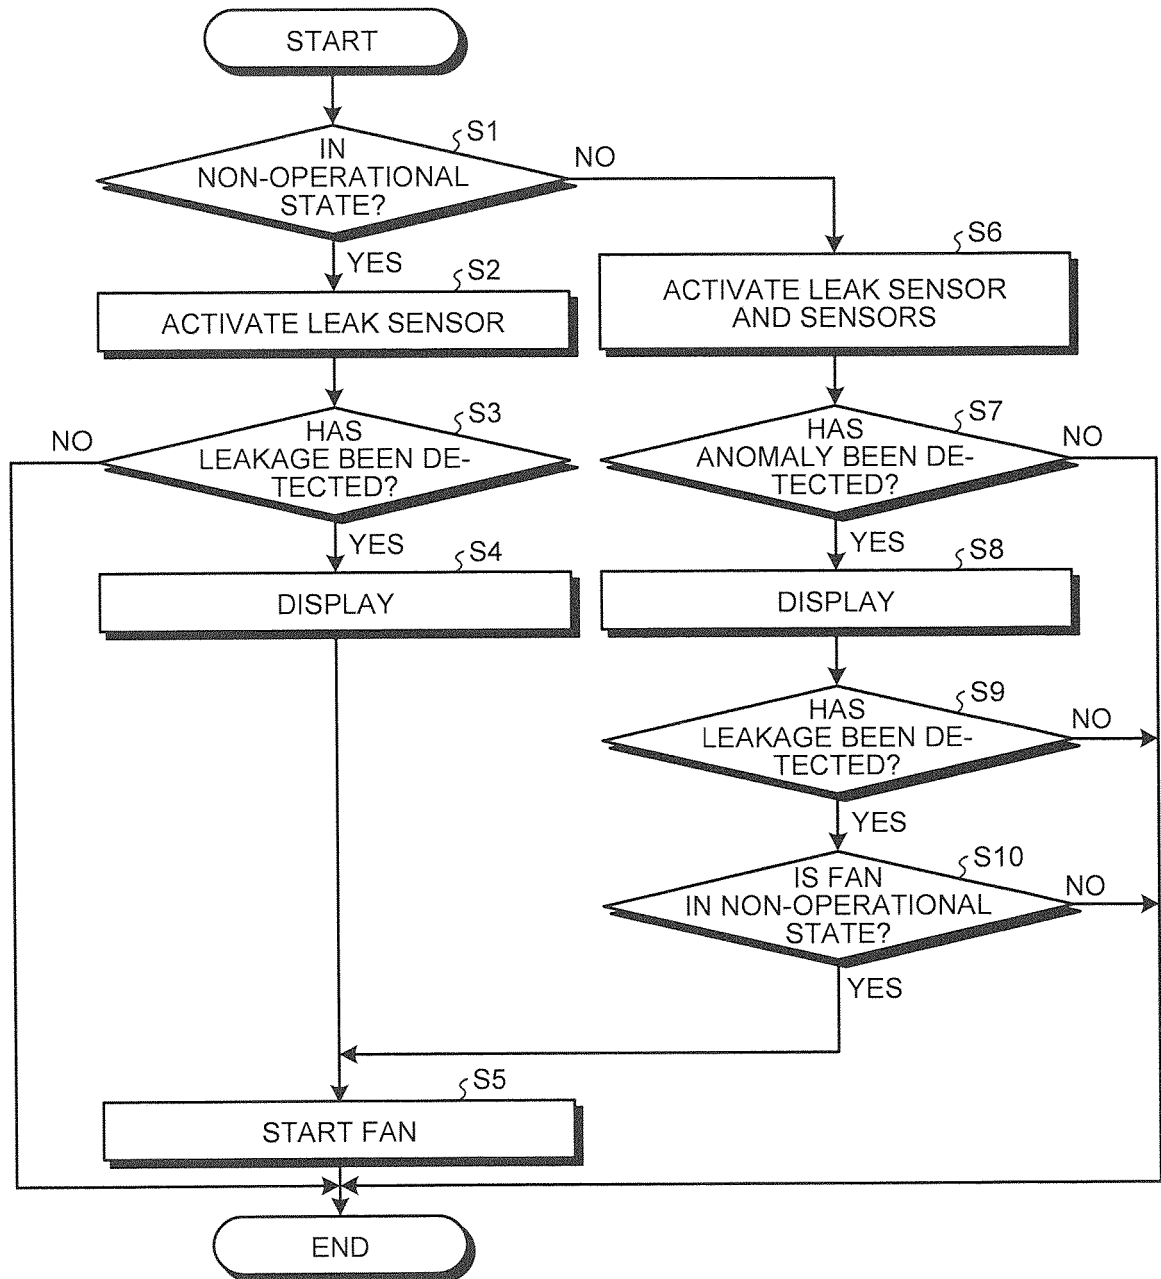 START
S1
IN
NON-OPERATIONAL
STATE?
NO
YES
S2
ACTIVATE LEAK SENSOR
S6
ACTIVATE LEAK SENSOR
AND SENSORS
S3
HAS
LEAKAGE BEEN DE-
TECTED?
NO
YES
S7
HAS
ANOMALY BEEN DE-
TECTED?
NO
YES
S4
DISPLAY
S8
DISPLAY
S9
HAS
LEAKAGE BEEN DE-
TECTED?
NO
YES
S10
IS FAN
IN NON-OPERATIONAL
STATE?
NO
YES
S5
START FAN
END